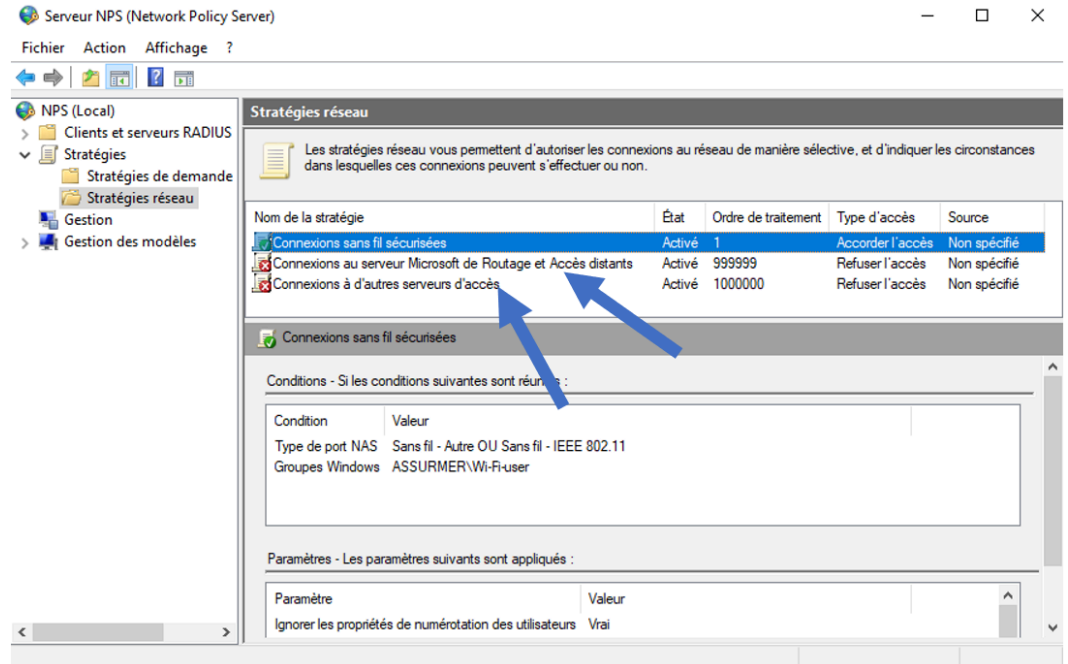 Serveur NPS (Network Policy Server)
Fichier Action Affichage ?
NPS (Local)
Clients et serveurs RADIUS
Stratégies
Stratégies de demande
Stratégies réseau
Gestion
Gestion des modèles
Stratégies réseau
Les stratégies réseau vous permettent d'autoriser les connexions au réseau de manière sélective, et d'indiquer les circonstances
dans lesquelles ces connexions peuvent s'effectuer ou non.
Nom de la stratégie État Ordre de traitement Type d'accès Source
Connexions sans fil sécurisées Activé 1 Accorder l'accès Non spécifié
Connexions au serveur Microsoft de Routage et Accès distants Activé 999999 Refuser l'accès Non spécifié
Connexions à d'autres serveurs d'accès Activé 1000000 Refuser l'accès Non spécifié
Connexions sans fil sécurisées
Conditions - Si les conditions suivantes sont réunies :
Condition Valeur
Type de port NAS Sans fil - Autre OU Sans fil - IEEE 802.11
Groupes Windows ASSURMER\Wi-Fi-user
Paramètres - Les paramètres suivants sont appliqués :
Paramètre Valeur
Ignorer les propriétés de numérotation des utilisateurs Vrai